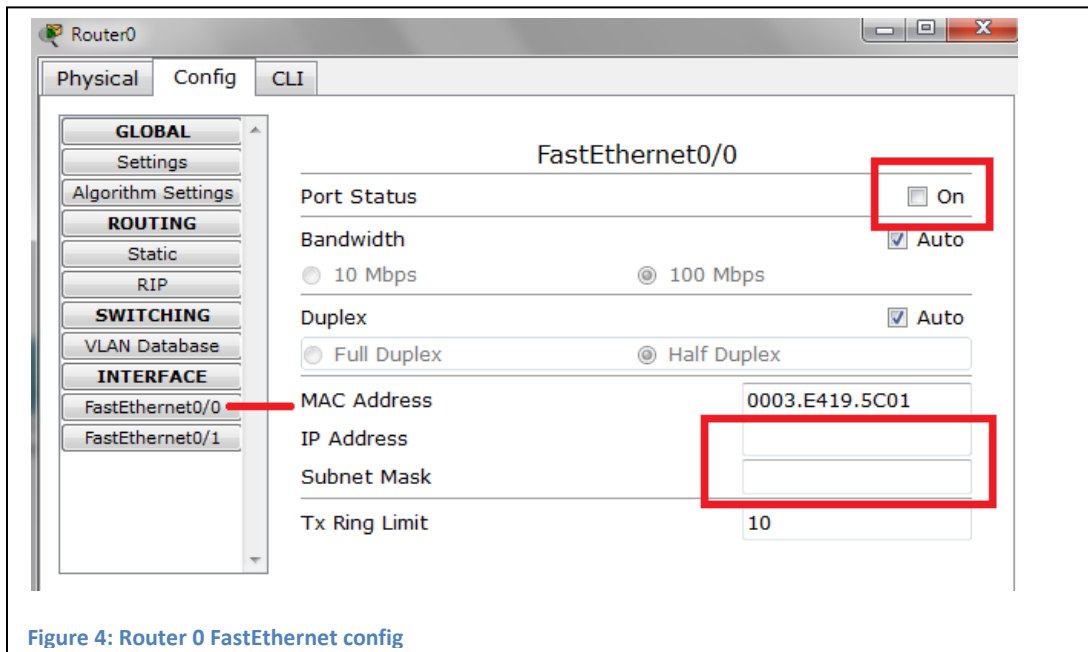 Router0
Physical Config CLI
GLOBAL
Settings
Algorithm Settings
ROUTING
Static
RIP
SWITCHING
VLAN Database
INTERFACE
FastEthernet0/0
FastEthernet0/1
FastEthernet0/0
Port Status On
Bandwidth Auto
10 Mbps 100 Mbps
Duplex Auto
Full Duplex Half Duplex
MAC Address 0003.E419.5C01
IP Address
Subnet Mask
Tx Ring Limit 10
Figure 4: Router 0 FastEthernet config